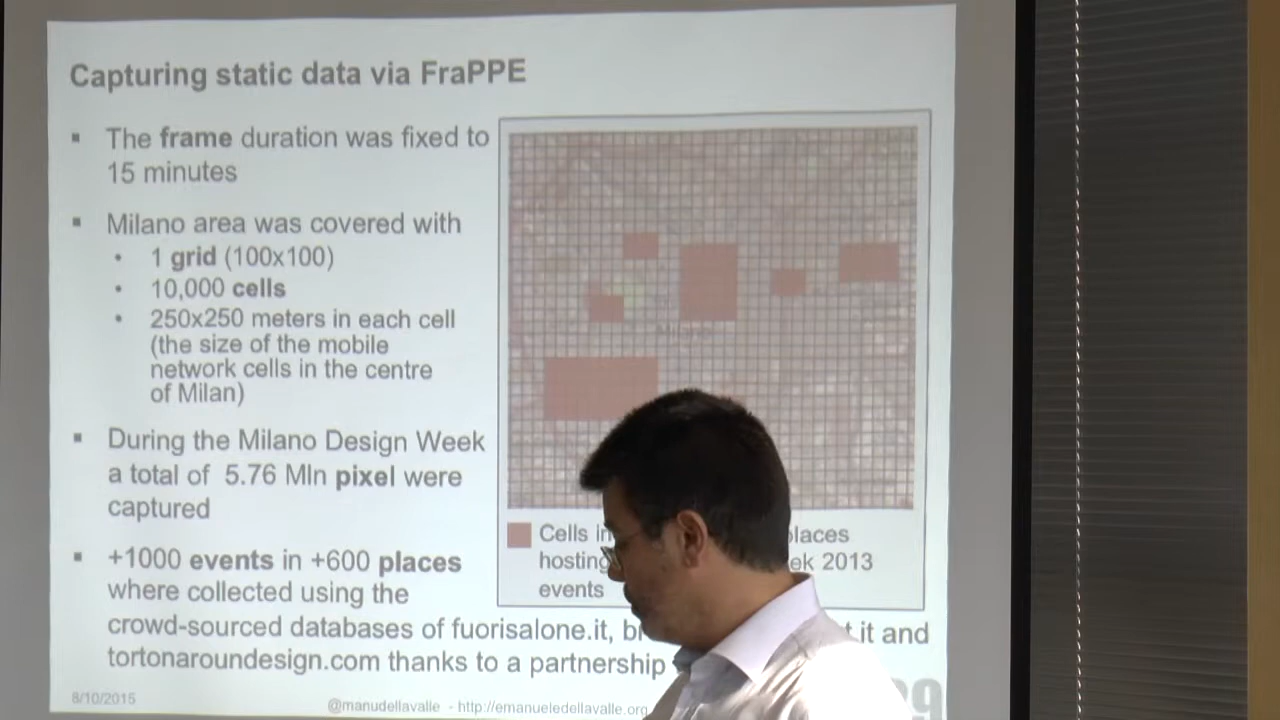 Capturing static data via FraPPE
▪ The frame duration was fixed to
15 minutes
▪ Milano area was covered with
• 1 grid (100x100)
• 10,000 cells
• 250x250 meters in each cell
(the size of the mobile
network cells in the centre
of Milan)
▪ During the Milano Design Week
a total of 5.76 Mln pixel were
captured
▪ +1000 events in +600 places
where collected using the
crowd-sourced databases of fuorisalone.it, it and
tortonaroundesign.com thanks to a partnership
Milano
Cells in
hosting 2013
events
8/10/2015
@manudellavalle - http://emanueledellavalle.org